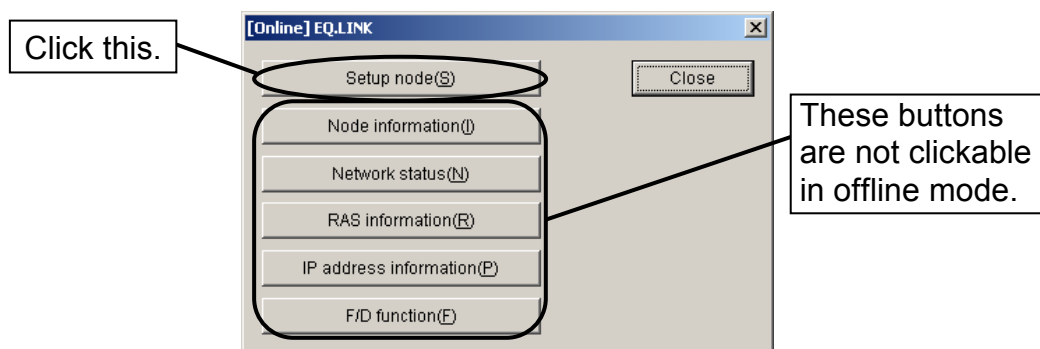 [Online] EQ.LINK
Click this.
Setup node(S)
Close
Node information(I)
Network status(N)
RAS information(R)
IP address information(P)
F/D function(F)
These buttons
are not clickable
in offline mode.